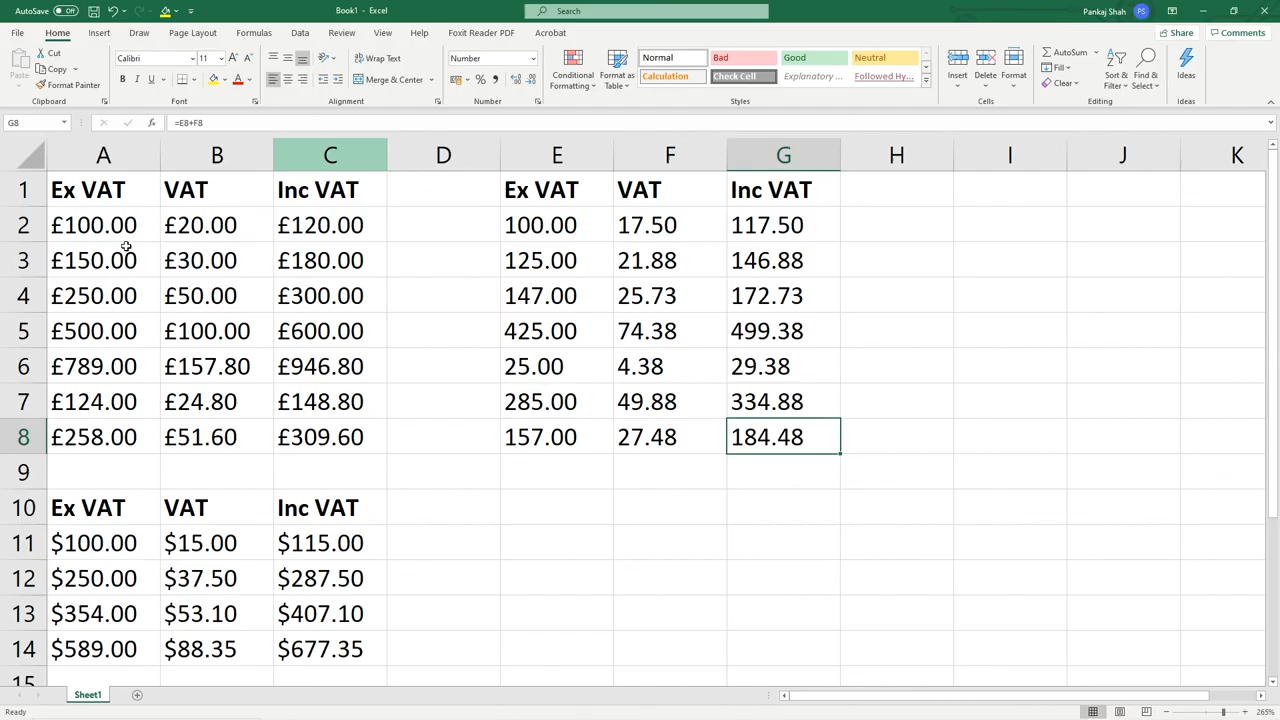 AutoSave Off Book1 - Excel Search Pankaj Shah PS
File Home Insert Draw Page Layout Formulas Data Review View Help Foxit Reader PDF Acrobat Share Comments
Paste Cut Copy Format Painter Clipboard
Calibri 11 B I U A Font
Wrap Text Merge & Center Alignment
Number % Number
Conditional Formatting Format as Table
Normal Bad Good Neutral
Calculation Check Cell Explanatory ... Followed Hy...
Styles
Insert Delete Format Cells
AutoSum Fill Clear Sort & Filter Find & Select Editing
Ideas Ideas
G8 fx =E8+F8
A B C D E F G H I J K
1 Ex VAT VAT Inc VAT Ex VAT VAT Inc VAT
2 £100.00 £20.00 £120.00 100.00 17.50 117.50
3 £150.00 £30.00 £180.00 125.00 21.88 146.88
4 £250.00 £50.00 £300.00 147.00 25.73 172.73
5 £500.00 £100.00 £600.00 425.00 74.38 499.38
6 £789.00 £157.80 £946.80 25.00 4.38 29.38
7 £124.00 £24.80 £148.80 285.00 49.88 334.88
8 £258.00 £51.60 £309.60 157.00 27.48 184.48
9
10 Ex VAT VAT Inc VAT
11 $100.00 $15.00 $115.00
12 $250.00 $37.50 $287.50
13 $354.00 $53.10 $407.10
14 $589.00 $88.35 $677.35
15
Sheet1
Ready 265%